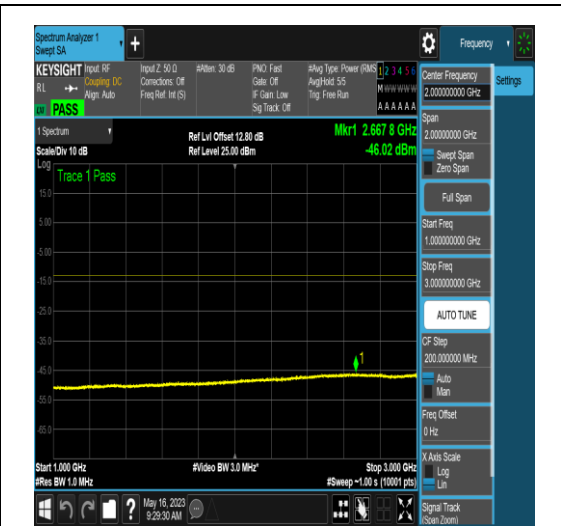 Spectrum Analyzer 1
Swept SA
+
Frequency
KEYSIGHT Input: RF
RL
Coupling: DC
Align: Auto
PASS
Input Z: 50 Ω
Corrections: Off
Freq Ref: Int (S)
#Atten: 30 dB
PNO: Fast
Gate: Off
IF Gain: Low
Sig Track: Off
#Avg Type: Power (RMS
Avg|Hold: 5/5
Trig: Free Run
1 2 3 4 5 6
M W W W W W
A A A A A A
Center Frequency
2.000000000 GHz
Settings
1 Spectrum
Scale/Div 10 dB
Ref Lvl Offset 12.80 dB
Ref Level 25.00 dBm
Mkr1 2.667 8 GHz
-46.02 dBm
Span
2.00000000 GHz
Swept Span
Zero Span
Full Span
Start Freq
1.000000000 GHz
Stop Freq
3.000000000 GHz
AUTO TUNE
CF Step
200.000000 MHz
Auto
Man
Freq Offset
0 Hz
X Axis Scale
Log
Lin
Signal Track
(Span Zoom)
Log
Trace 1 Pass
15.0
5.00
-5.00
-15.0
-25.0
-35.0
-45.0
-55.0
-65.0
1
Start 1.000 GHz
#Res BW 1.0 MHz
#Video BW 3.0 MHz*
Stop 3.000 GHz
#Sweep ~1.00 s (10001 pts)
?
May 16, 2023
9:29:30 AM